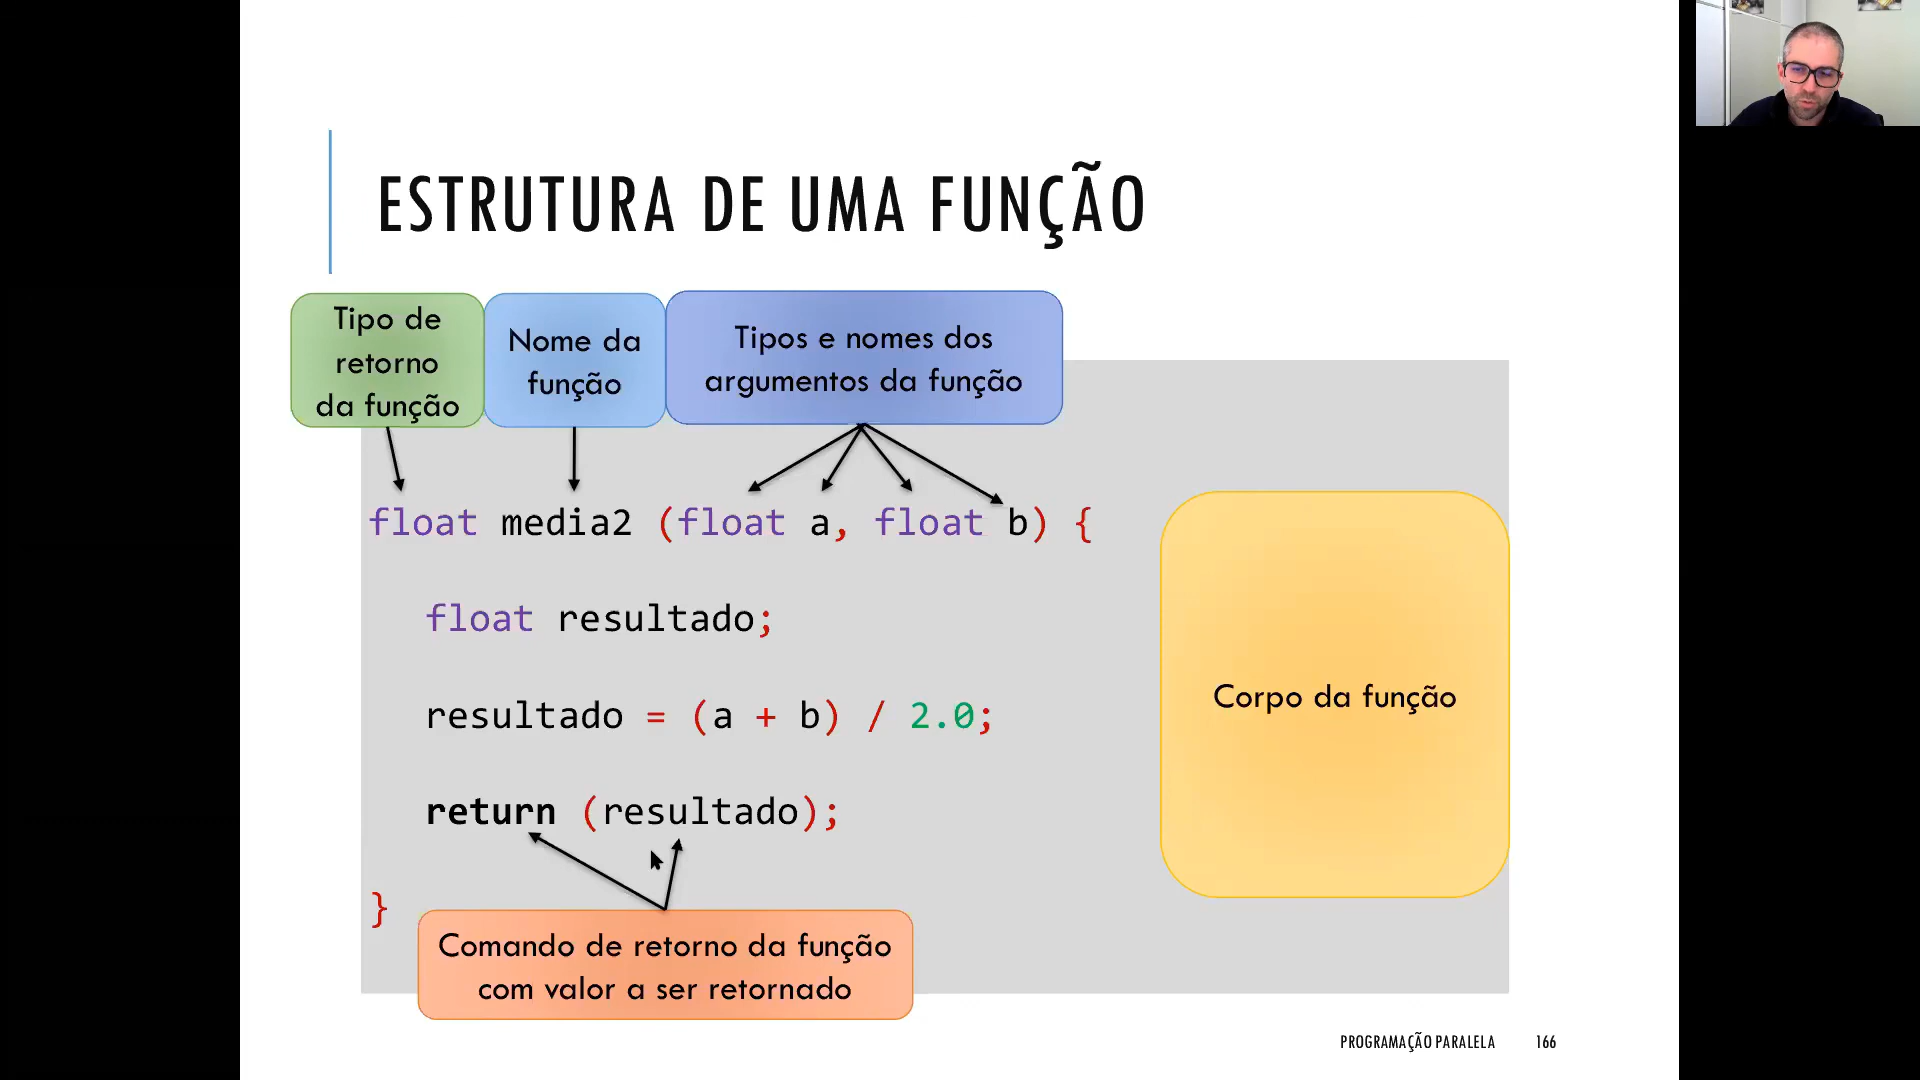 ESTRUTURA DE UMA FUNÇÃO
Tipo de
retorno
da função
Nome da
função
Tipos e nomes dos
argumentos da função
float media2 (float a, float b) {
float resultado;
resultado = (a + b) / 2.0;
return (resultado);
}
Corpo da função
Comando de retorno da função
com valor a ser retornado
PROGRAMAÇÃO PARALELA 166